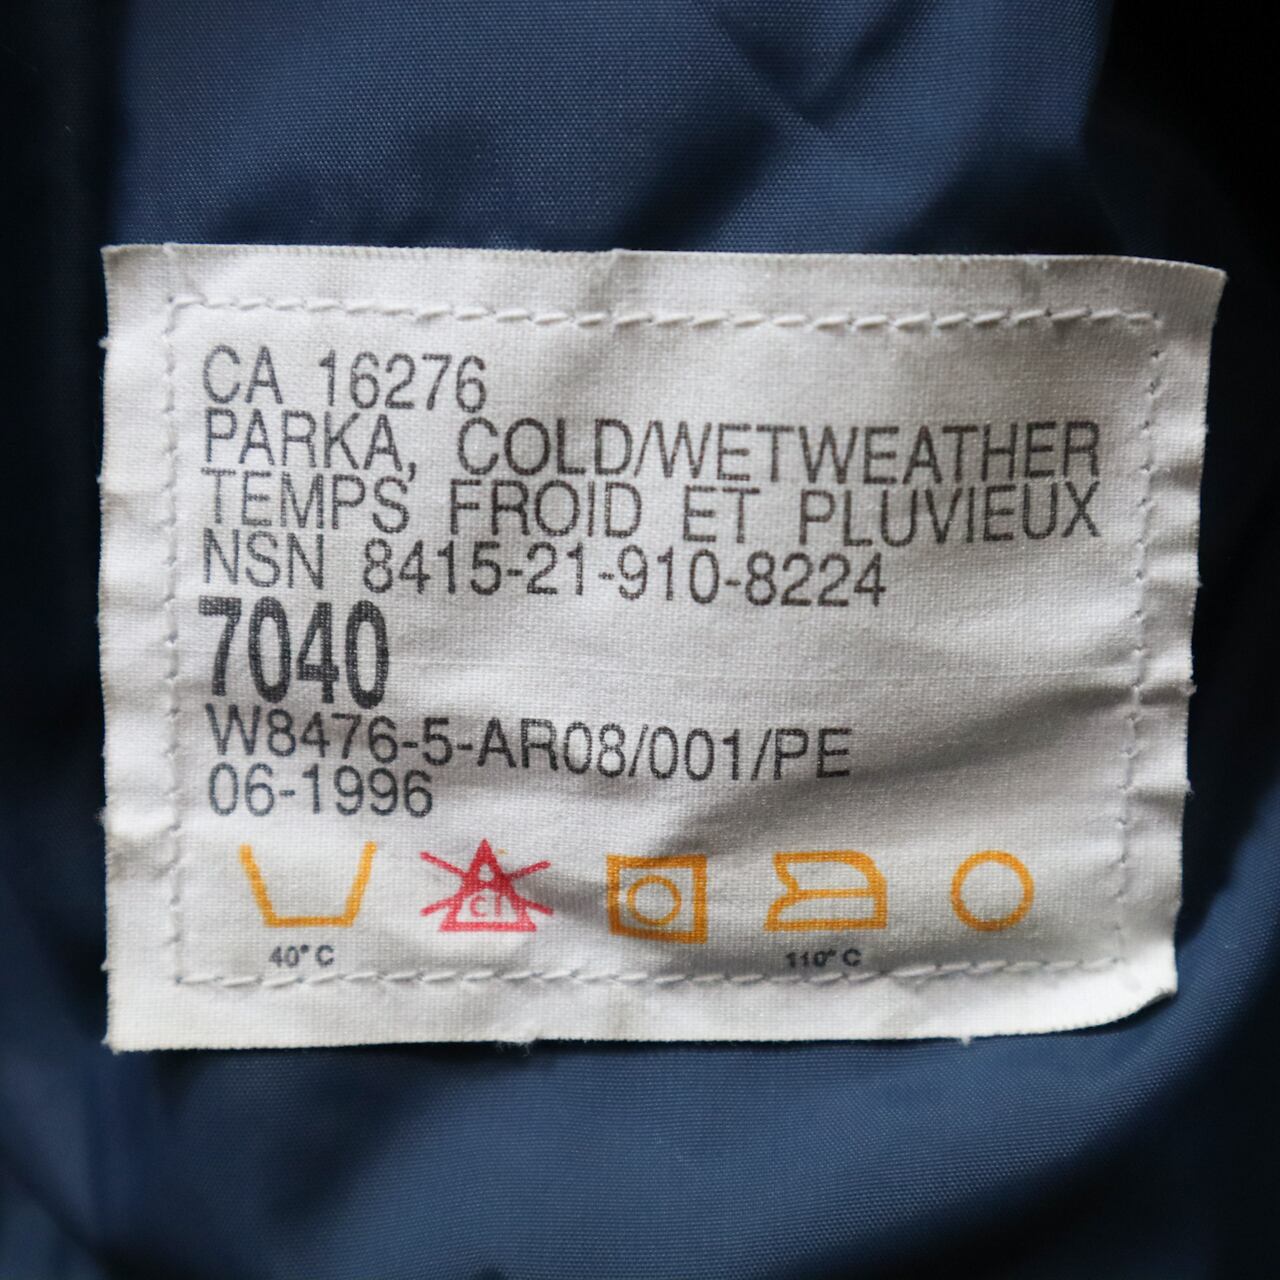 CA 16276
PARKA, COLD/WETWEATHER
TEMPS FROID ET PLUVIEUX
NSN 8415-21-910-8224
7040
W8476-5-AR08/001/PE
06-1996
Cl
40°C 110°C